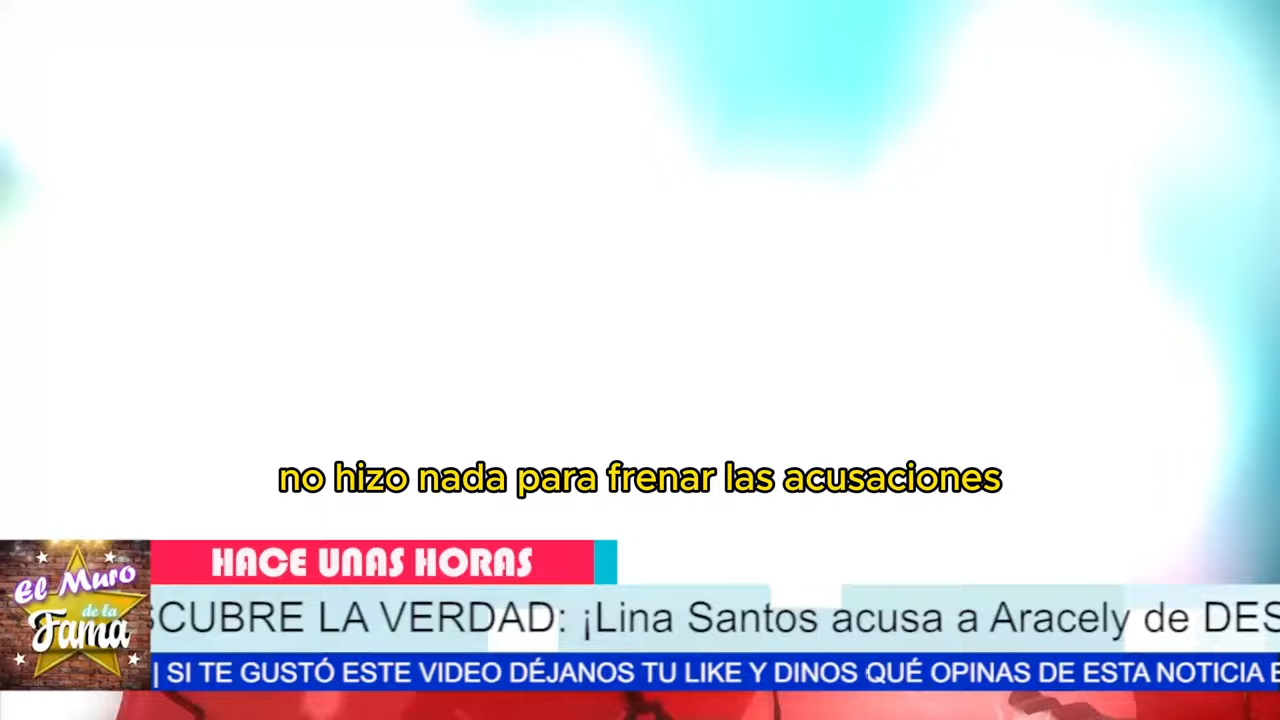 no hizo nada para frenar las acusaciones
HACE UNAS HORAS
El Muro
de la
Fama
SCUBRE LA VERDAD: ¡Lina Santos acusa a Aracely de DES
| SI TE GUSTÓ ESTE VIDEO DÉJANOS TU LIKE Y DINOS QUÉ OPINAS DE ESTA NOTICIA E